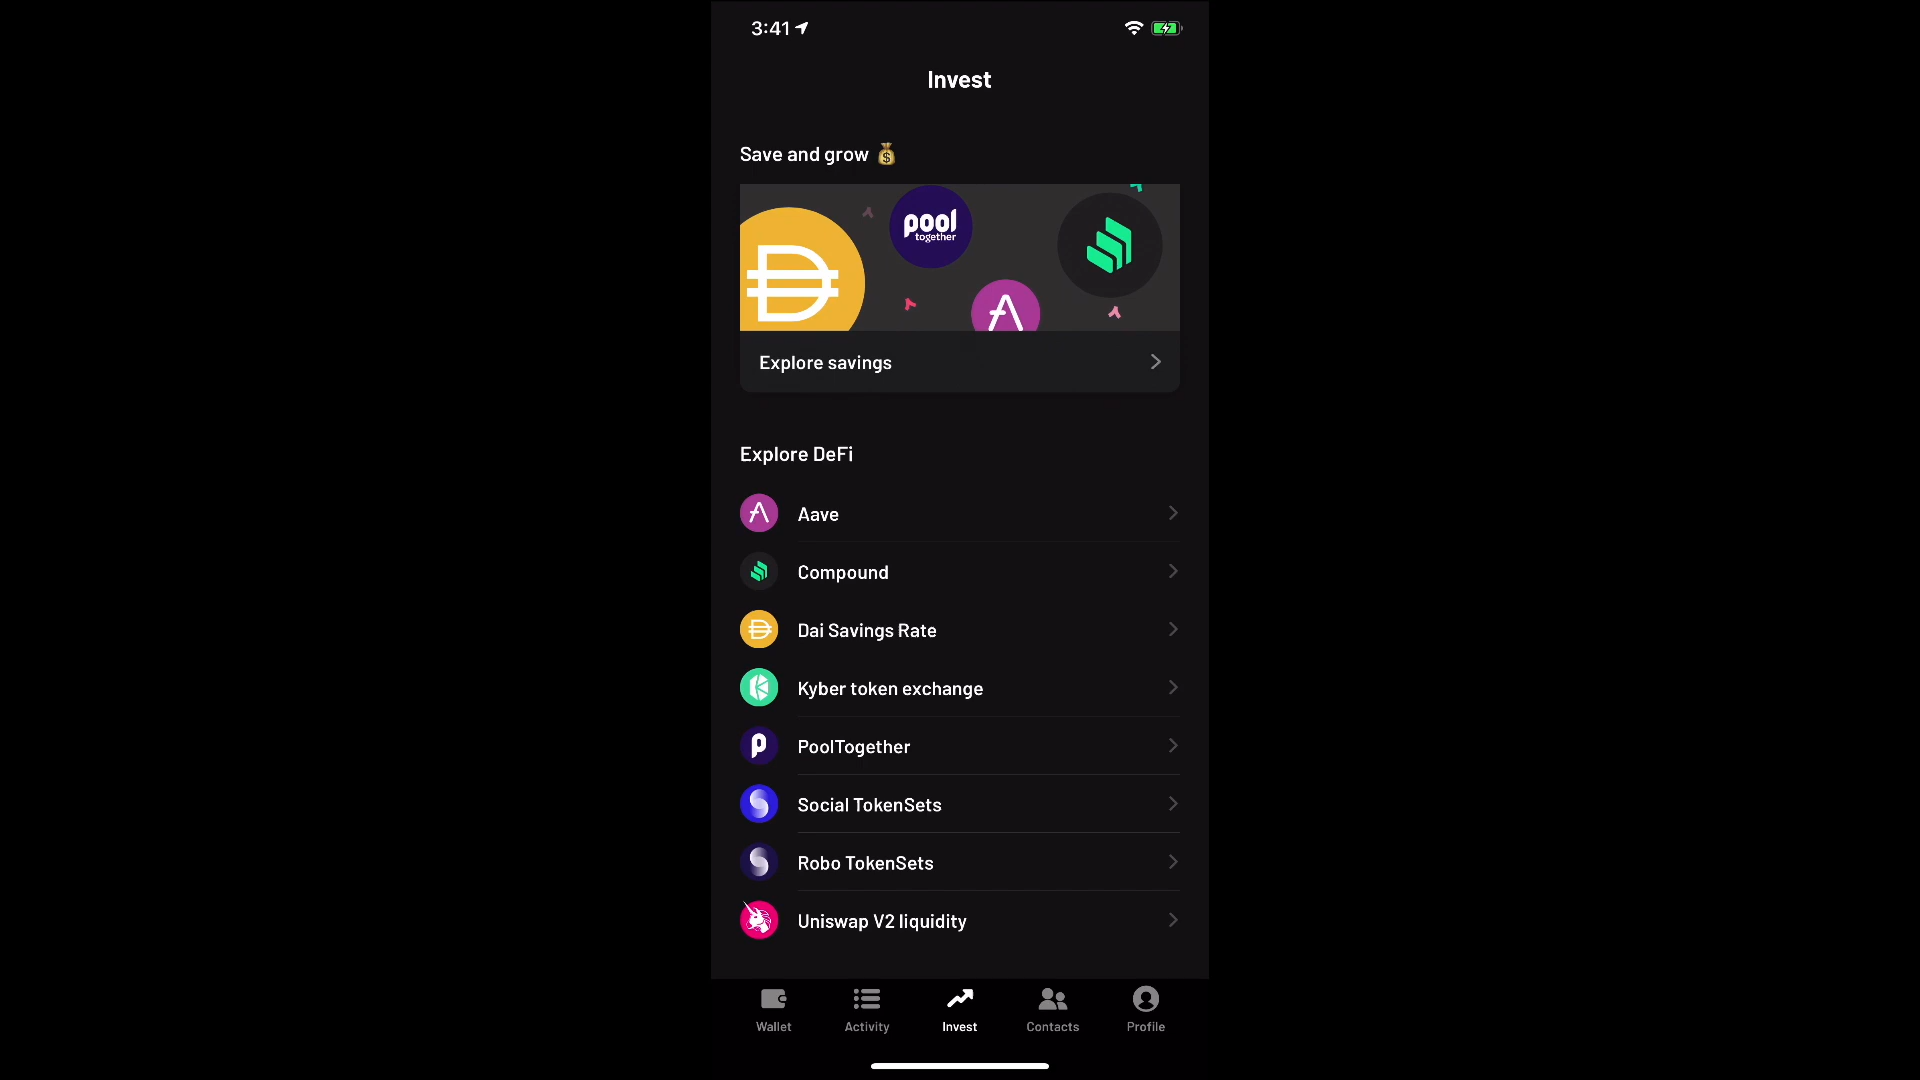 3:41
Invest
Save and grow
pool
together
Explore savings
Explore DeFi
Aave
Compound
Dai Savings Rate
Kyber token exchange
PoolTogether
Social TokenSets
Robo TokenSets
Uniswap V2 liquidity
Wallet
Activity
Invest
Contacts
Profile